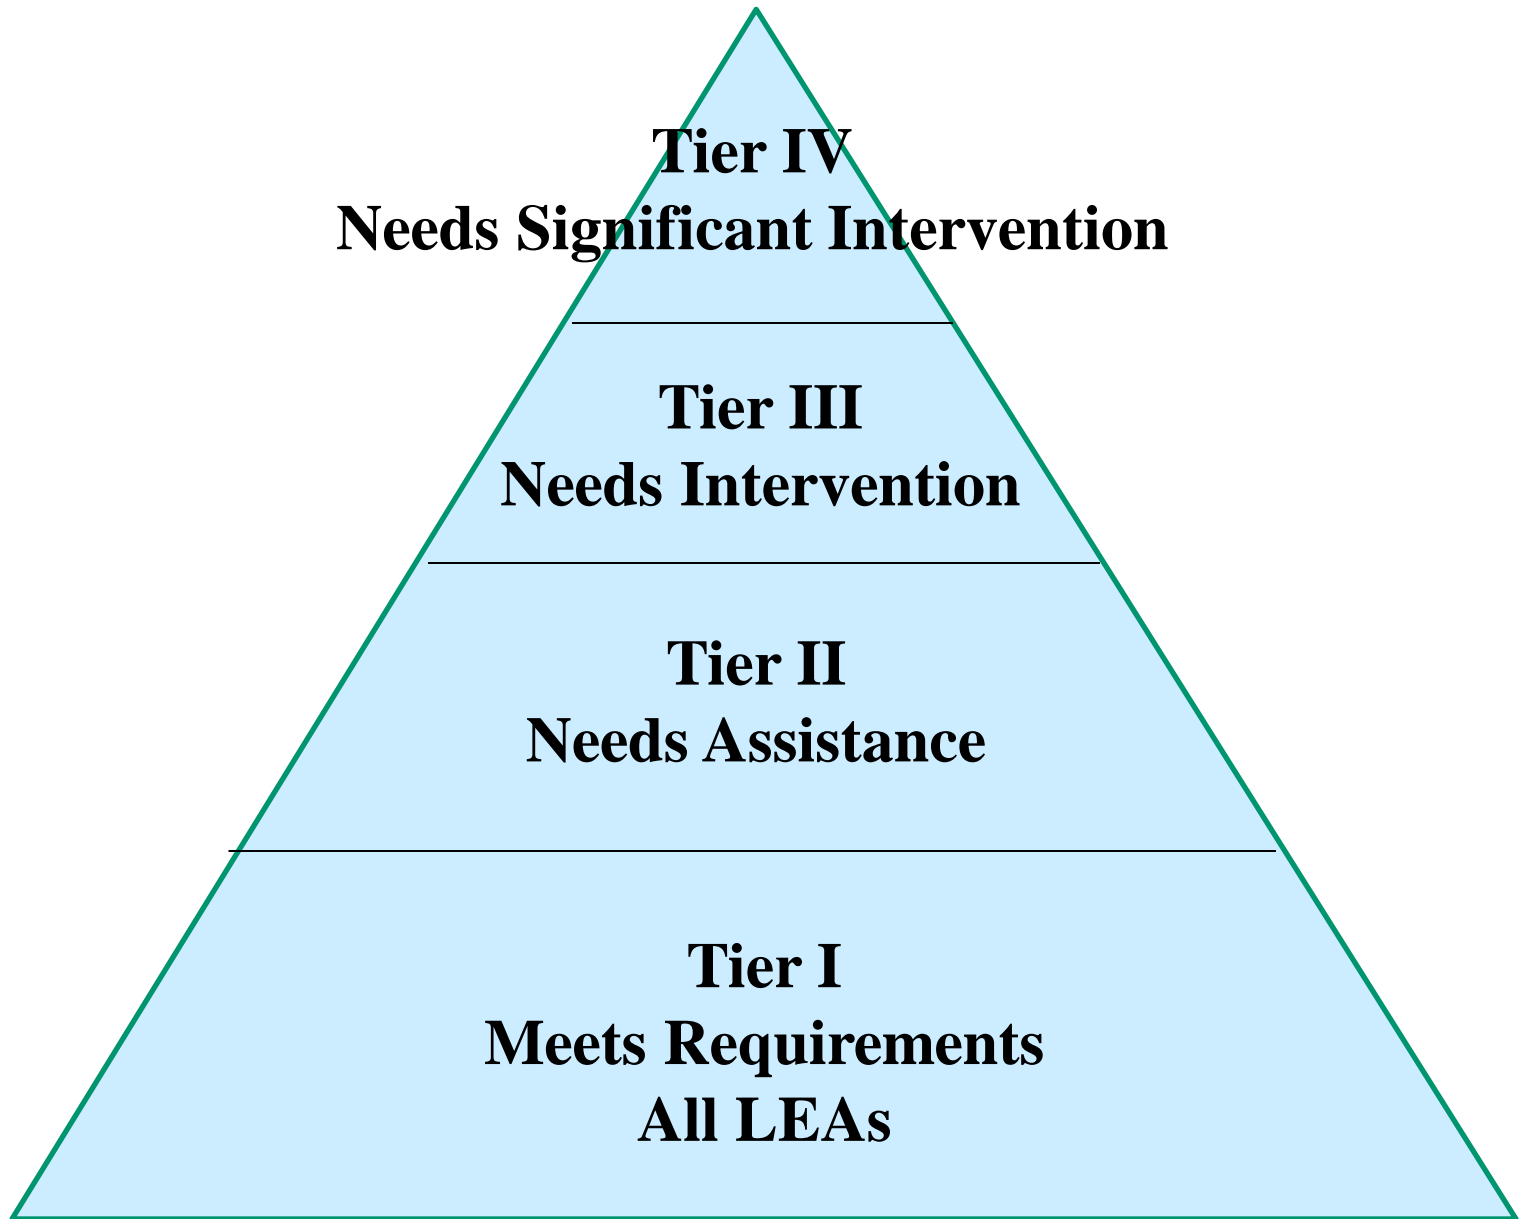 Tier IV
Needs Significant Intervention
Tier III
Needs Intervention
Tier II
Needs Assistance
Tier I
Meets Requirements
All LEAs